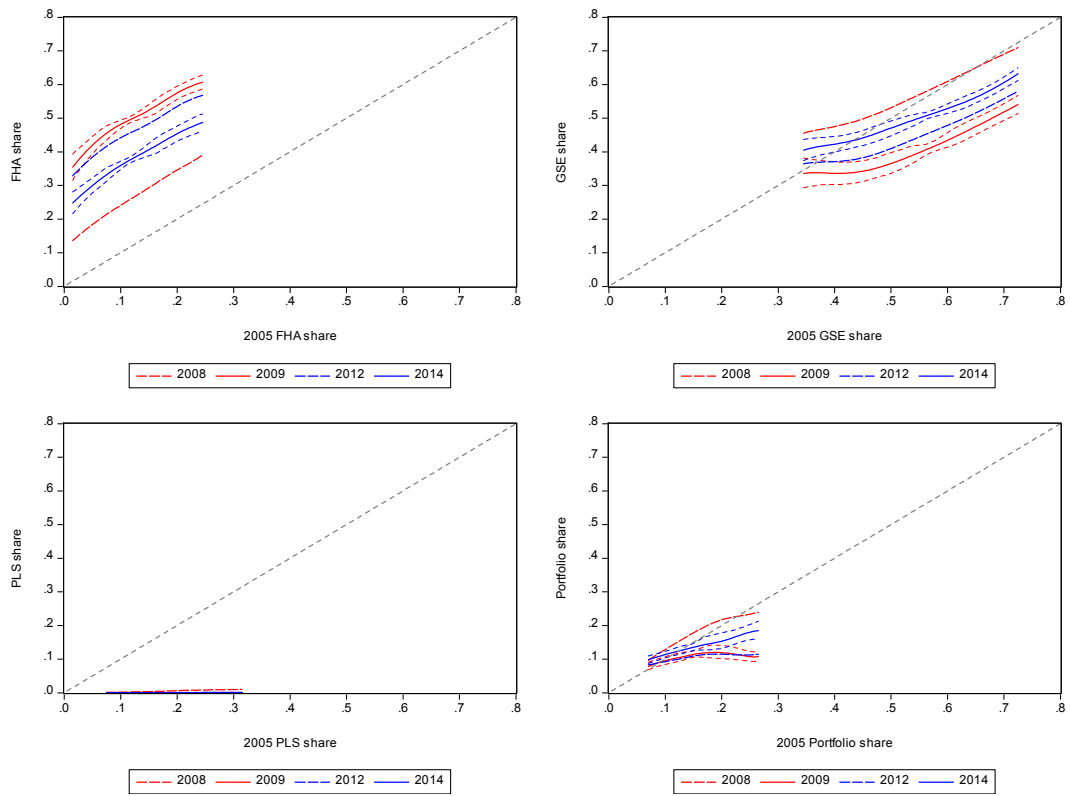 .8
.7
.6
.5
.4
.3
.2
.1
.0
FHA share
.0 .1 .2 .3 .4 .5 .6 .7 .8
2005 FHA share
2008 2009 2012 2014
.8
.7
.6
.5
.4
.3
.2
.1
.0
GSE share
.0 .1 .2 .3 .4 .5 .6 .7 .8
2005 GSE share
2008 2009 2012 2014
.8
.7
.6
.5
.4
.3
.2
.1
.0
PLS share
.0 .1 .2 .3 .4 .5 .6 .7 .8
2005 PLS share
2008 2009 2012 2014
.8
.7
.6
.5
.4
.3
.2
.1
.0
Portfolio share
.0 .1 .2 .3 .4 .5 .6 .7 .8
2005 Portfolio share
2008 2009 2012 2014